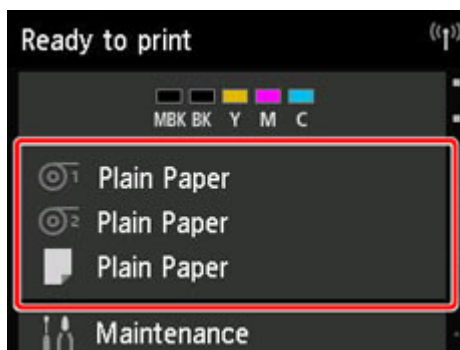 Ready to print
MBK BK Y M C
1 Plain Paper
2 Plain Paper
Plain Paper
Maintenance